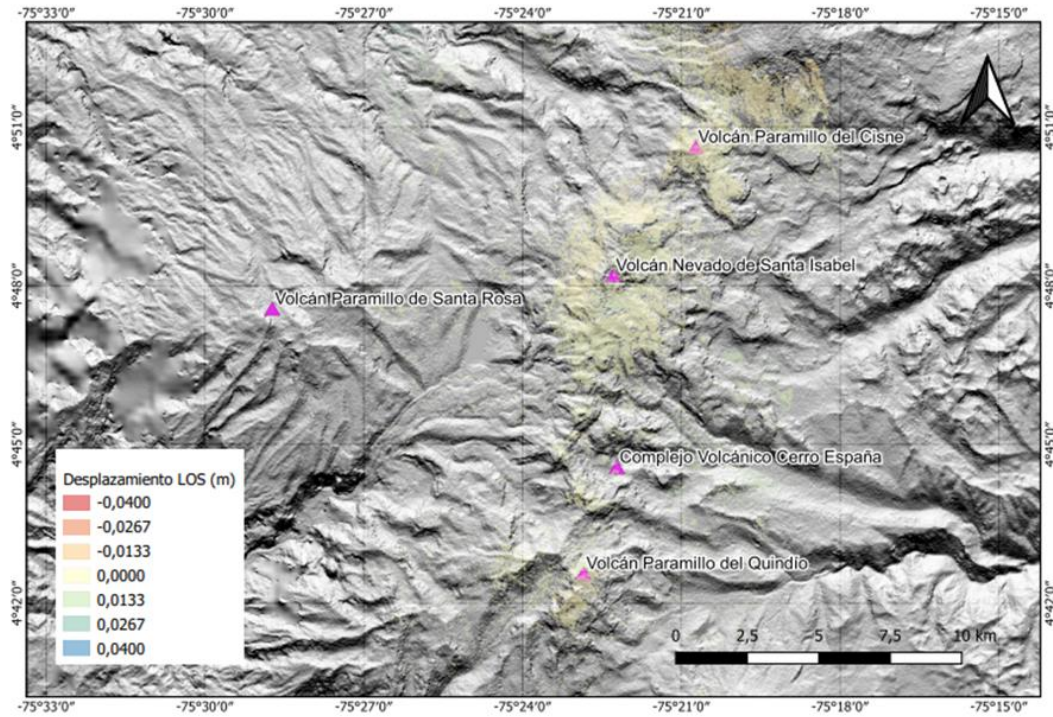 -75°33'0" -75°30'0" -75°27'0" -75°24'0" -75°21'0" -75°18'0" -75°15'0"
4°51'0" 4°51'0"
Volcán Paramillo del Cisne
Volcán Nevado de Santa Isabel
4°48'0" 4°48'0"
Volcán Paramillo de Santa Rosa
4°45'0" 4°45'0"
Complejo Volcánico Cerro España
Volcán Paramillo del Quindío
4°42'0" 4°42'0"
Desplazamiento LOS (m)
-0,0400
-0,0267
-0,0133
0,0000
0,0133
0,0267
0,0400
0 2,5 5 7,5 10 km
-75°33'0" -75°30'0" -75°27'0" -75°24'0" -75°21'0" -75°18'0" -75°15'0"